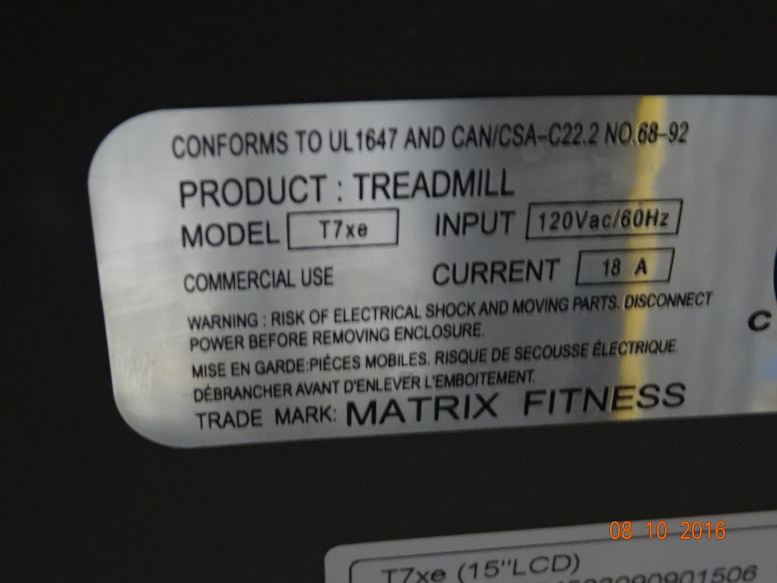 CONFORMS TO UL1647 AND CAN/CSA-C22.2 NO.68-92
PRODUCT : TREADMILL
MODEL T7xe INPUT 120Vac/60Hz
COMMERCIAL USE CURRENT 18 A
WARNING : RISK OF ELECTRICAL SHOCK AND MOVING PARTS. DISCONNECT
POWER BEFORE REMOVING ENCLOSURE.
MISE EN GARDE:PIÉCES MOBILES. RISQUE DE SECOUSSE ÉLECTRIQUE.
DÉBRANCHER AVANT D'ENLEVER L'EMBOITEMENT.
TRADE MARK: MATRIX FITNESS
C
08 10 2016
T7xe (15"LCD)